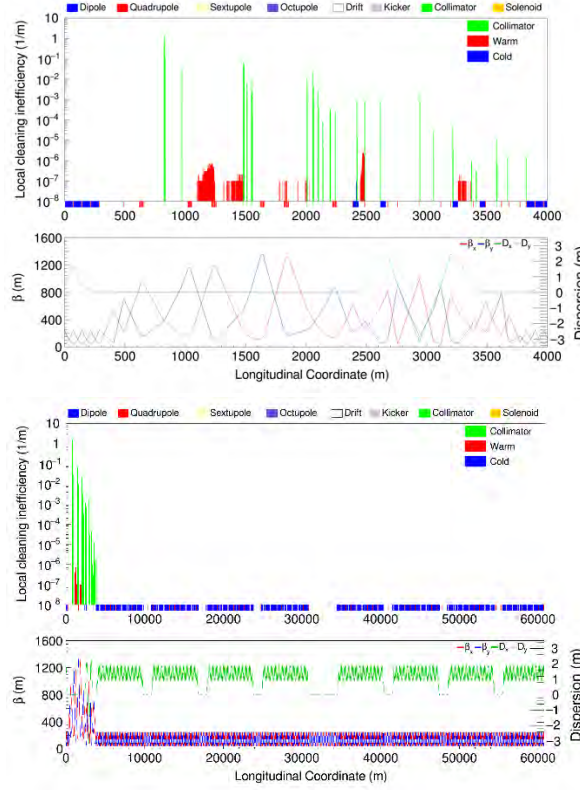 Dipole Quadrupole Sextupole Octupole Drift Kicker Collimator Solenoid
Local cleaning inefficiency (1/m)
10
1
10⁻¹
10⁻²
10⁻³
10⁻⁴
10⁻⁵
10⁻⁶
10⁻⁷
10⁻⁸
Collimator
Warm
Cold
0 500 1000 1500 2000 2500 3000 3500 4000
β (m)
1600
1200
800
400
0
βx βy Dx Dy
3
2
1
0
−1
−2
−3
Dispersion (m)
0 500 1000 1500 2000 2500 3000 3500 4000
Longitudinal Coordinate (m)
Dipole Quadrupole Sextupole Octupole Drift Kicker Collimator Solenoid
Local cleaning inefficiency (1/m)
10
1
10⁻¹
10⁻²
10⁻³
10⁻⁴
10⁻⁵
10⁻⁶
10⁻⁷
10⁻⁸
Collimator
Warm
Cold
0 10000 20000 30000 40000 50000 60000
β (m)
1600
1200
800
400
0
βx βy Dx Dy
3
2
1
0
−1
−2
−3
Dispersion (m)
0 10000 20000 30000 40000 50000 60000
Longitudinal Coordinate (m)